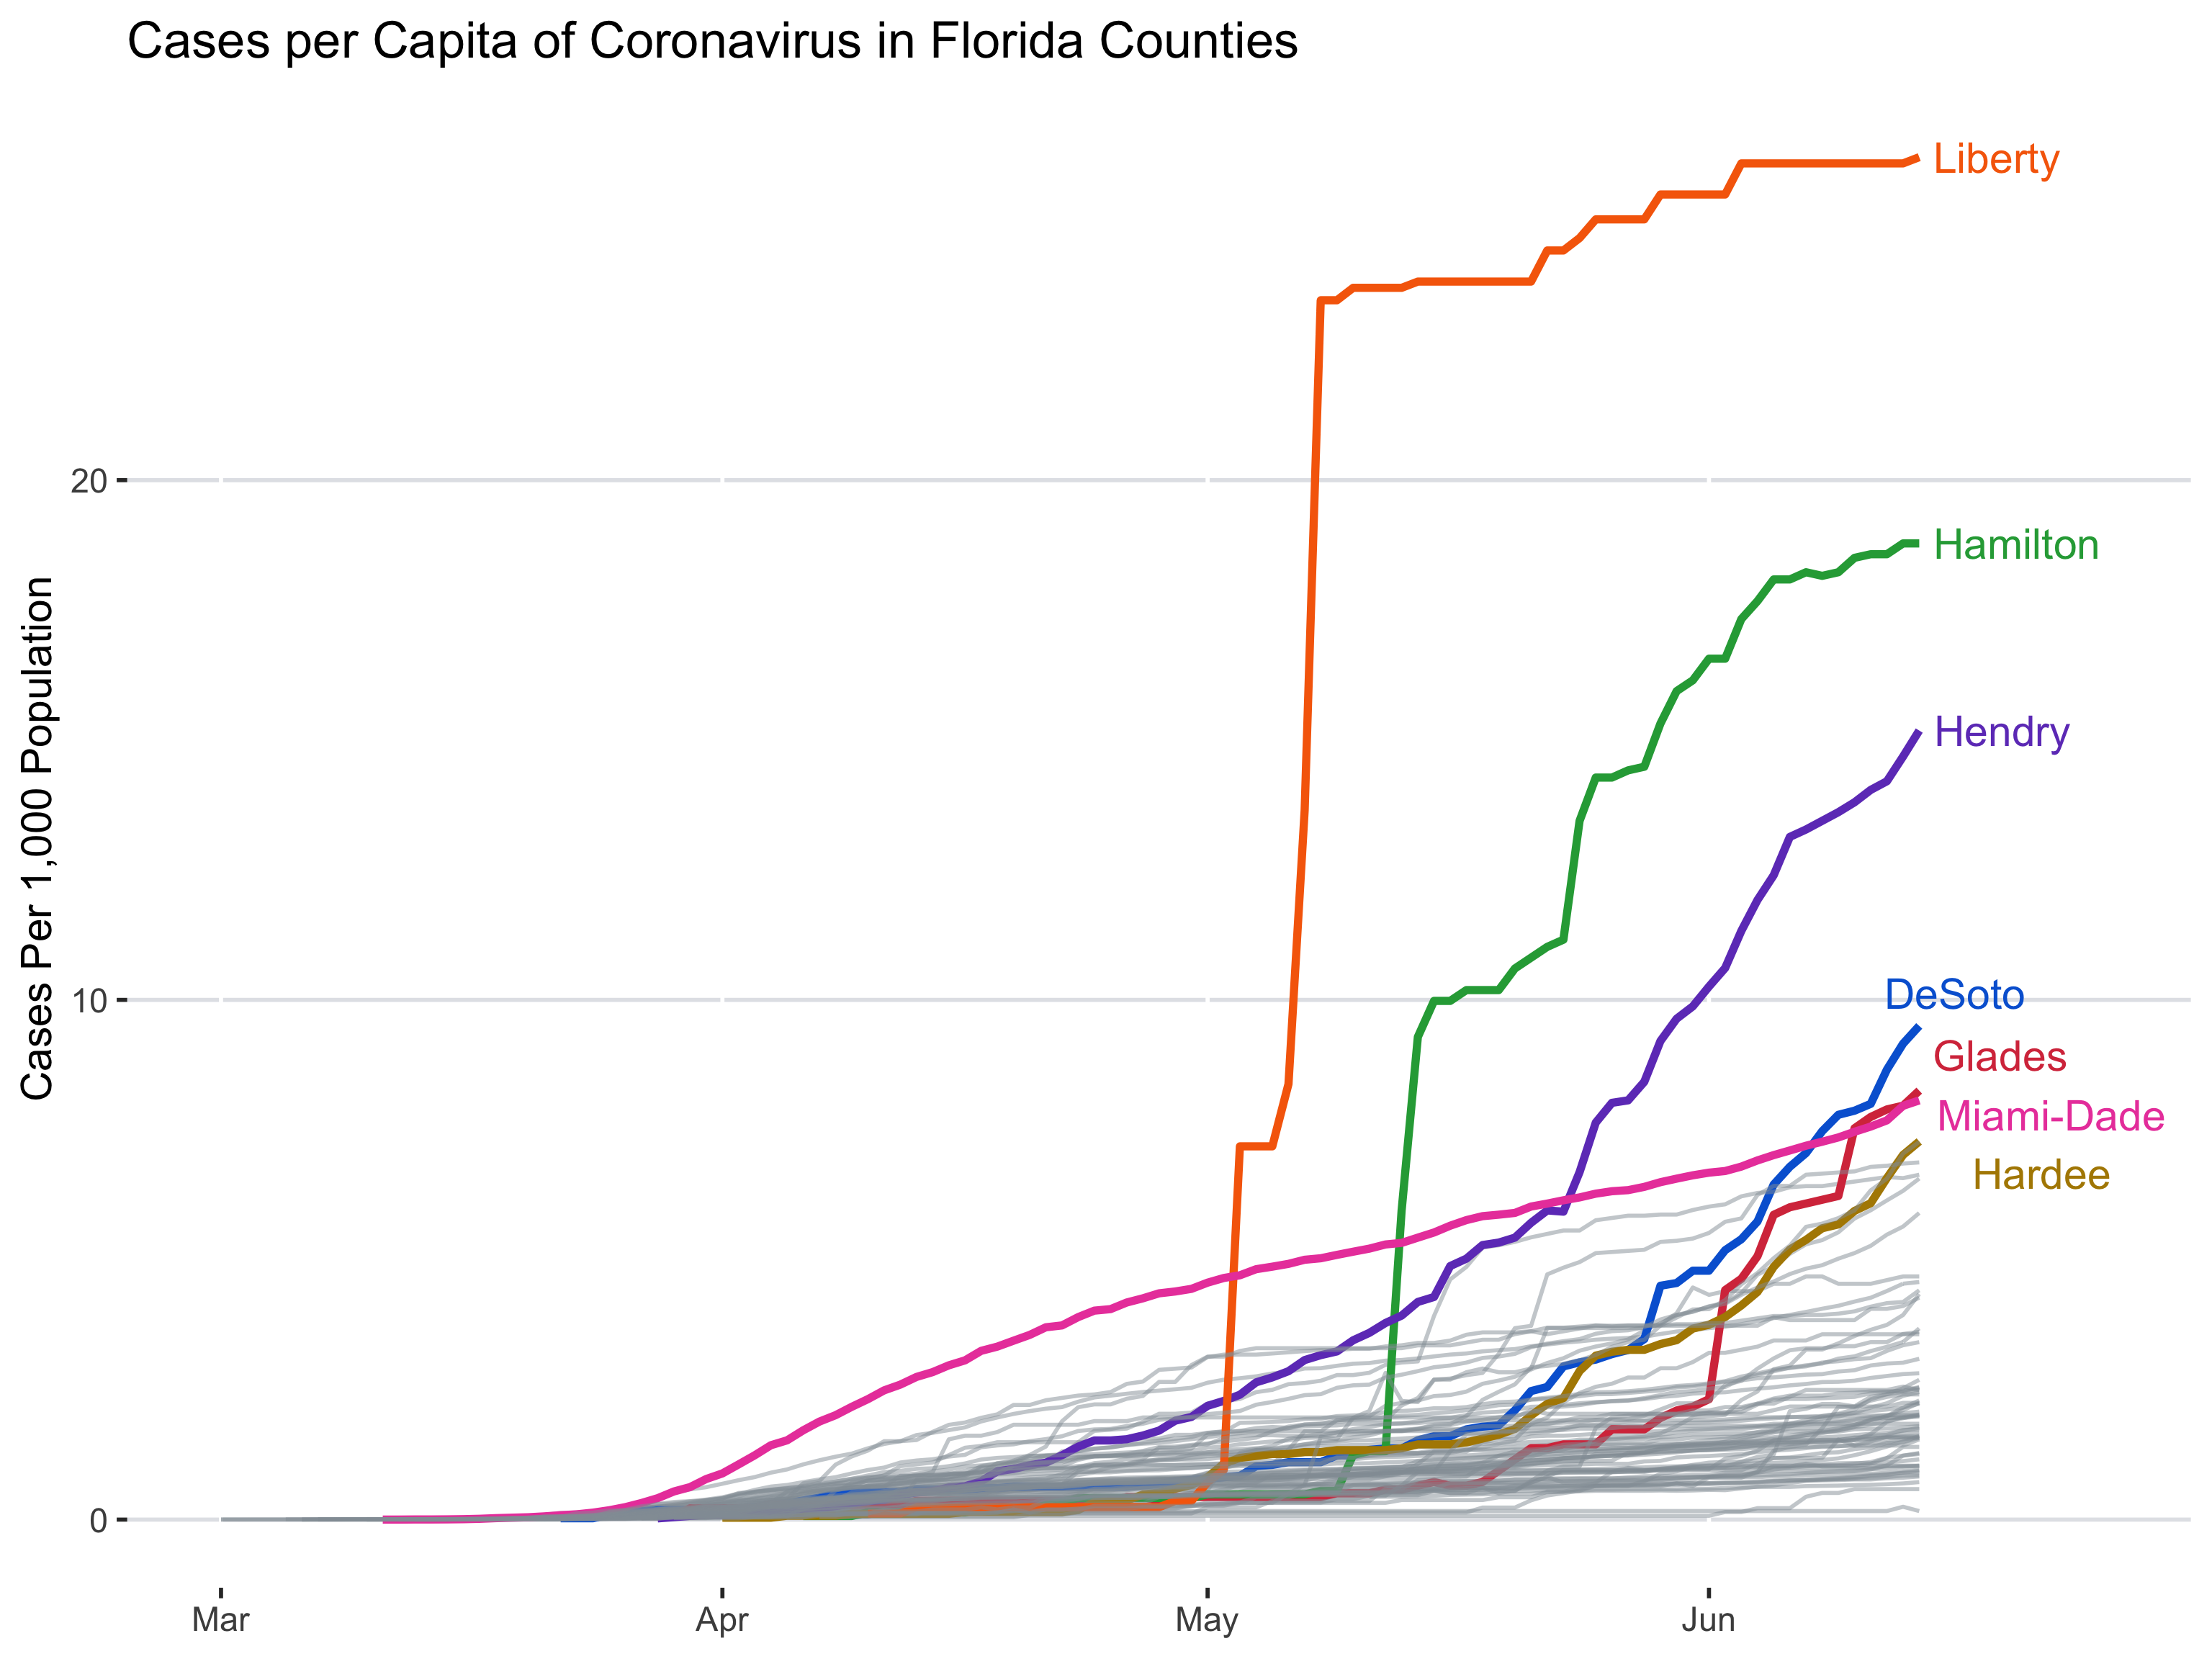 Cases per Capita of Coronavirus in Florida Counties
Cases Per 1,000 Population
20
10
0
Mar
Apr
May
Jun
Liberty
Hamilton
Hendry
DeSoto
Glades
Miami-Dade
Hardee